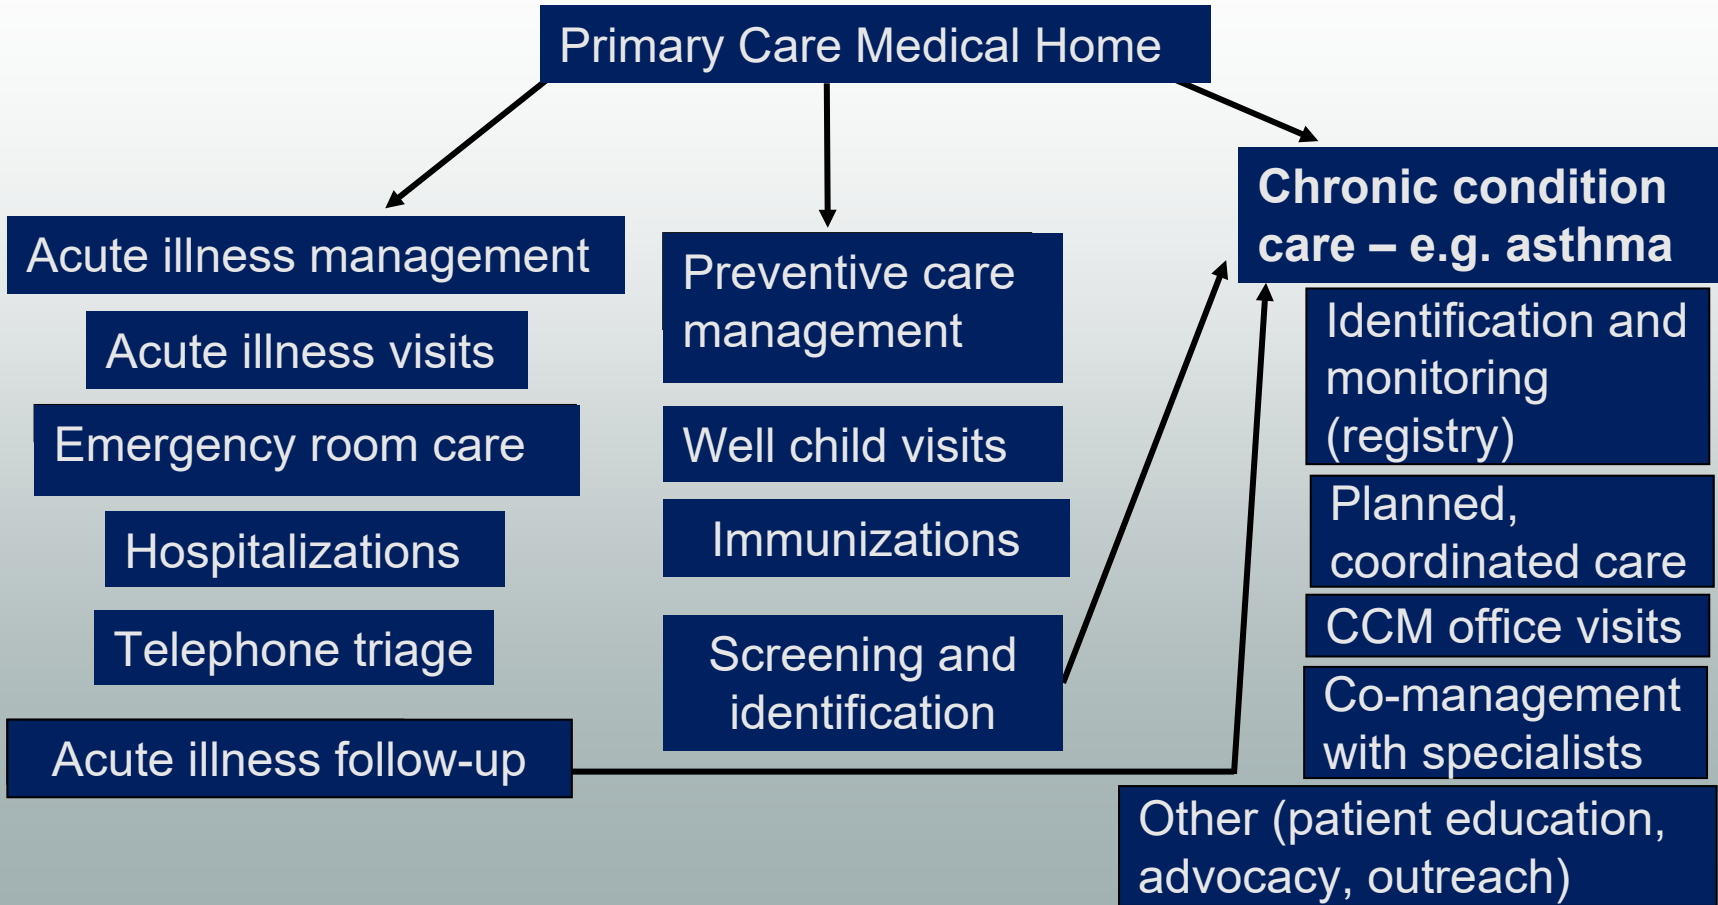 Primary Care Medical Home
Acute illness management
Acute illness visits
Emergency room care
Hospitalizations
Telephone triage
Acute illness follow-up
Preventive care
management
Well child visits
Immunizations
Screening and
identification
Chronic condition
care – e.g. asthma
Identification and
monitoring
(registry)
Planned,
coordinated care
CCM office visits
Co-management
with specialists
Other (patient education,
advocacy, outreach)